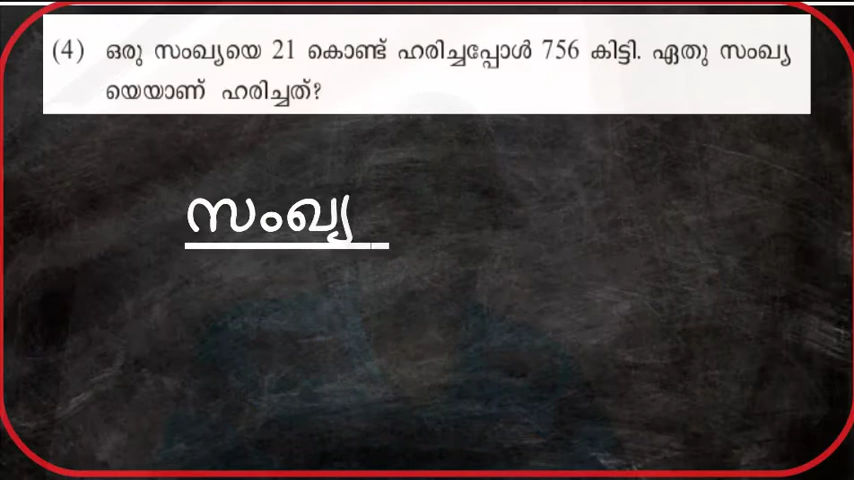 (4) ഒരു സംഖ്യയെ 21 കൊണ്ട് ഹരിച്ചപ്പോൾ 756 കിട്ടി. ഏതു സംഖ്യ
യെയാണ് ഹരിച്ചത്?
സംഖ്യ